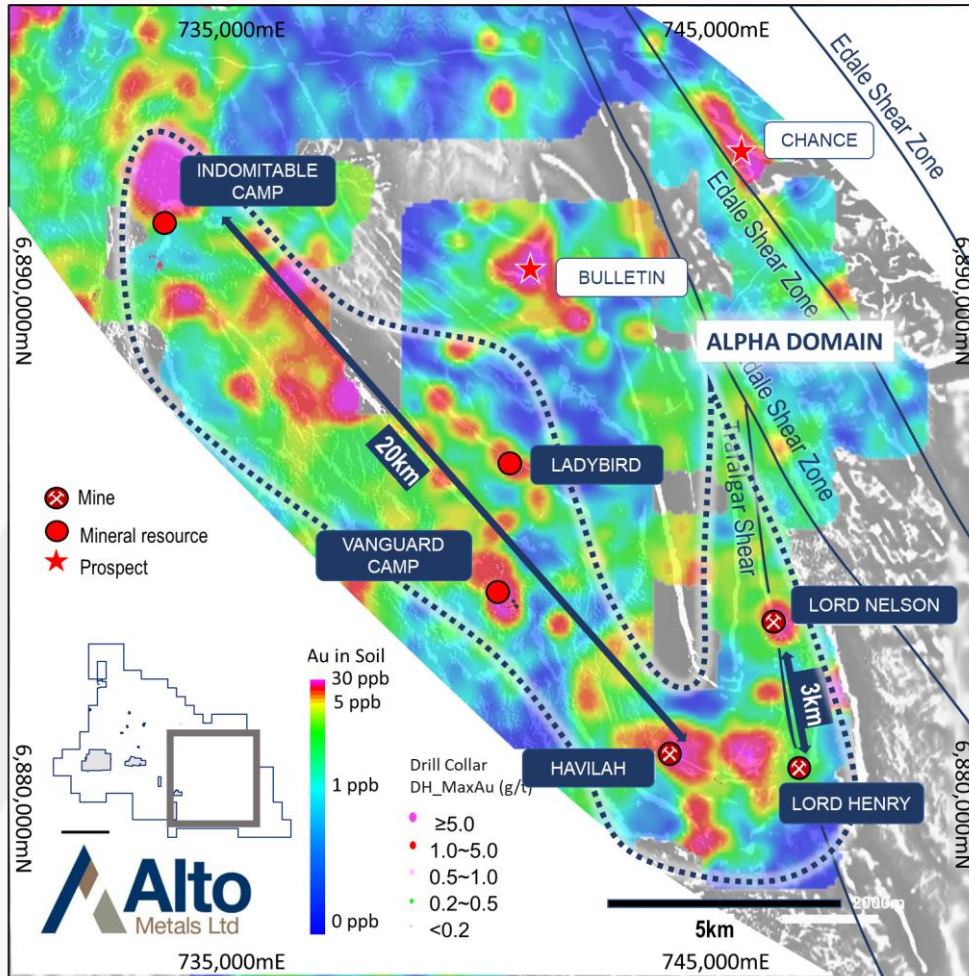 735,000mE
745,000mE
Edale Shear Zone
CHANCE
INDOMITABLE
CAMP
Edale Shear Zone
6,890,000mN
6,890,000mN
BULLETIN
ALPHA DOMAIN
Edale Shear Zone
Trafalgar Shear
20km
LADYBIRD
Mine
Mineral resource
Prospect
VANGUARD
CAMP
LORD NELSON
Au in Soil
30 ppb
5 ppb
1 ppb
0 ppb
3km
6,880,000mN
6,880,000mN
HAVILAH
LORD HENRY
Drill Collar
DH_MaxAu (g/t)
≥5.0
1.0~5.0
0.5~1.0
0.2~0.5
<0.2
Alto
Metals Ltd
2000m
5km
735,000mE
745,000mE